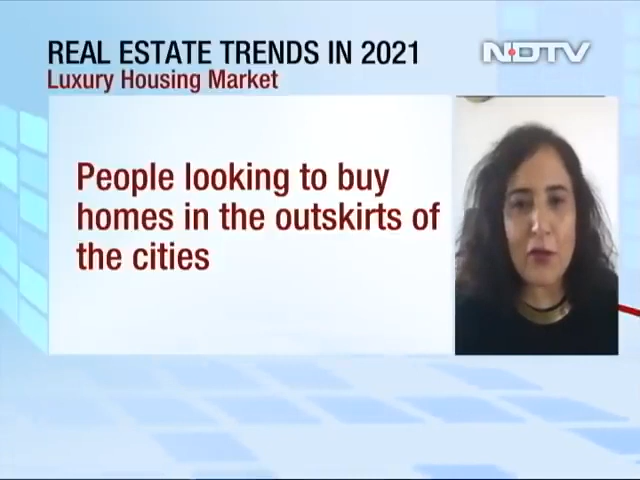 REAL ESTATE TRENDS IN 2021
NDTV
Luxury Housing Market
People looking to buy
homes in the outskirts of
the cities